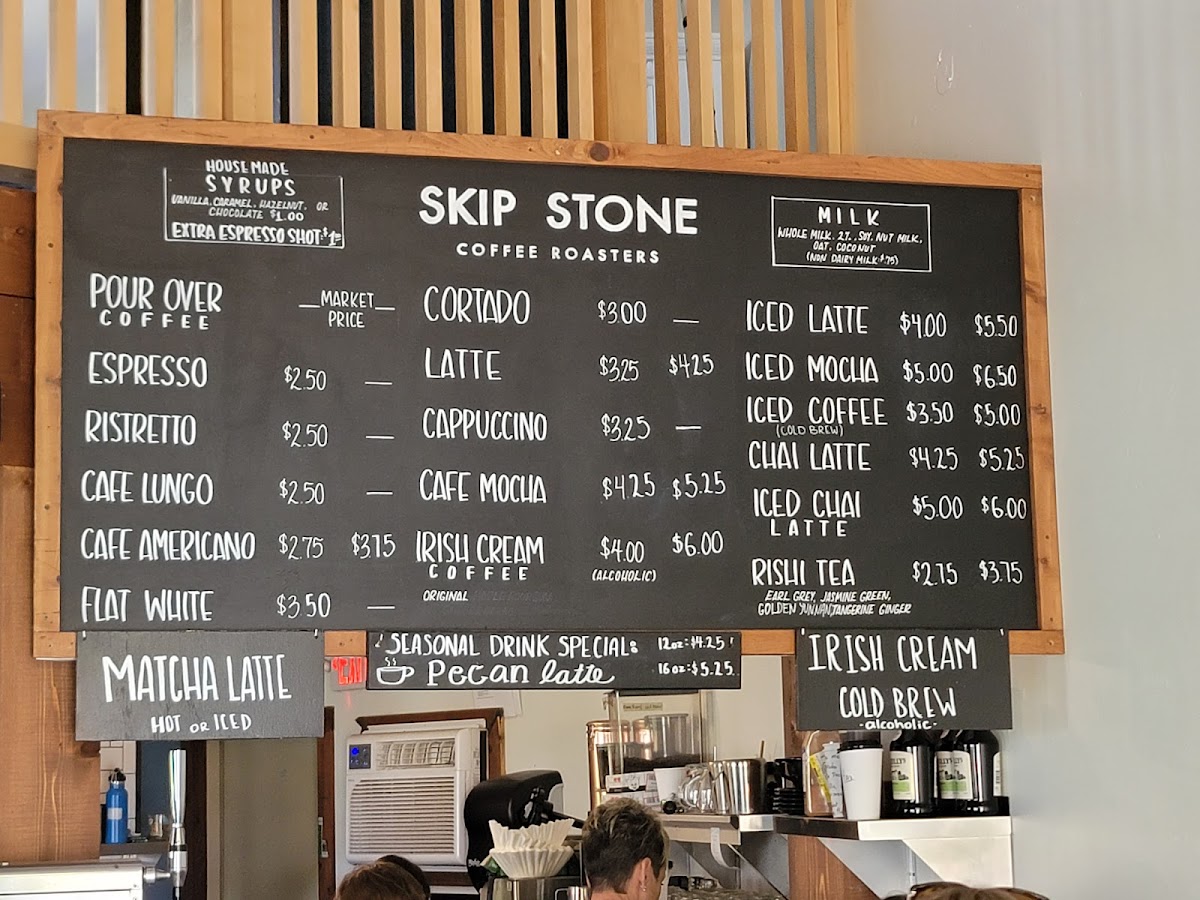 HOUSE MADE
SYRUPS
VANILLA, CARAMEL, HAZELNUT, OR
CHOCOLATE $1.00
EXTRA ESPRESSO SHOT: $1⁰⁰
SKIP STONE
COFFEE ROASTERS
MILK
WHOLE MILK, 2%, SOY, NUT MILK,
OAT, COCONUT
(NON DAIRY MILK $.75)
POUR OVER
COFFEE
—MARKET—
PRICE
ESPRESSO $2.50 —
RISTRETTO $2.50 —
CAFE LUNGO $2.50 —
CAFE AMERICANO $2.75 $3.75
FLAT WHITE $3.50 —
CORTADO $3.00 —
LATTE $3.25 $4.25
CAPPUCCINO $3.25 —
CAFE MOCHA $4.25 $5.25
IRISH CREAM $4.00 $6.00
COFFEE (ALCOHOLIC)
ORIGINAL
ICED LATTE $4.00 $5.50
ICED MOCHA $5.00 $6.50
ICED COFFEE $3.50 $5.00
(COLD BREW)
CHAI LATTE $4.25 $5.25
ICED CHAI $5.00 $6.00
LATTE
RISHI TEA $2.75 $3.75
EARL GREY, JASMINE GREEN,
GOLDEN YUNNAN, TANGERINE GINGER
MATCHA LATTE
HOT OR ICED
SEASONAL DRINK SPECIAL: 12oz: $4.25
Pecan latte 16oz: $5.25
IRISH CREAM
COLD BREW
-alcoholic-